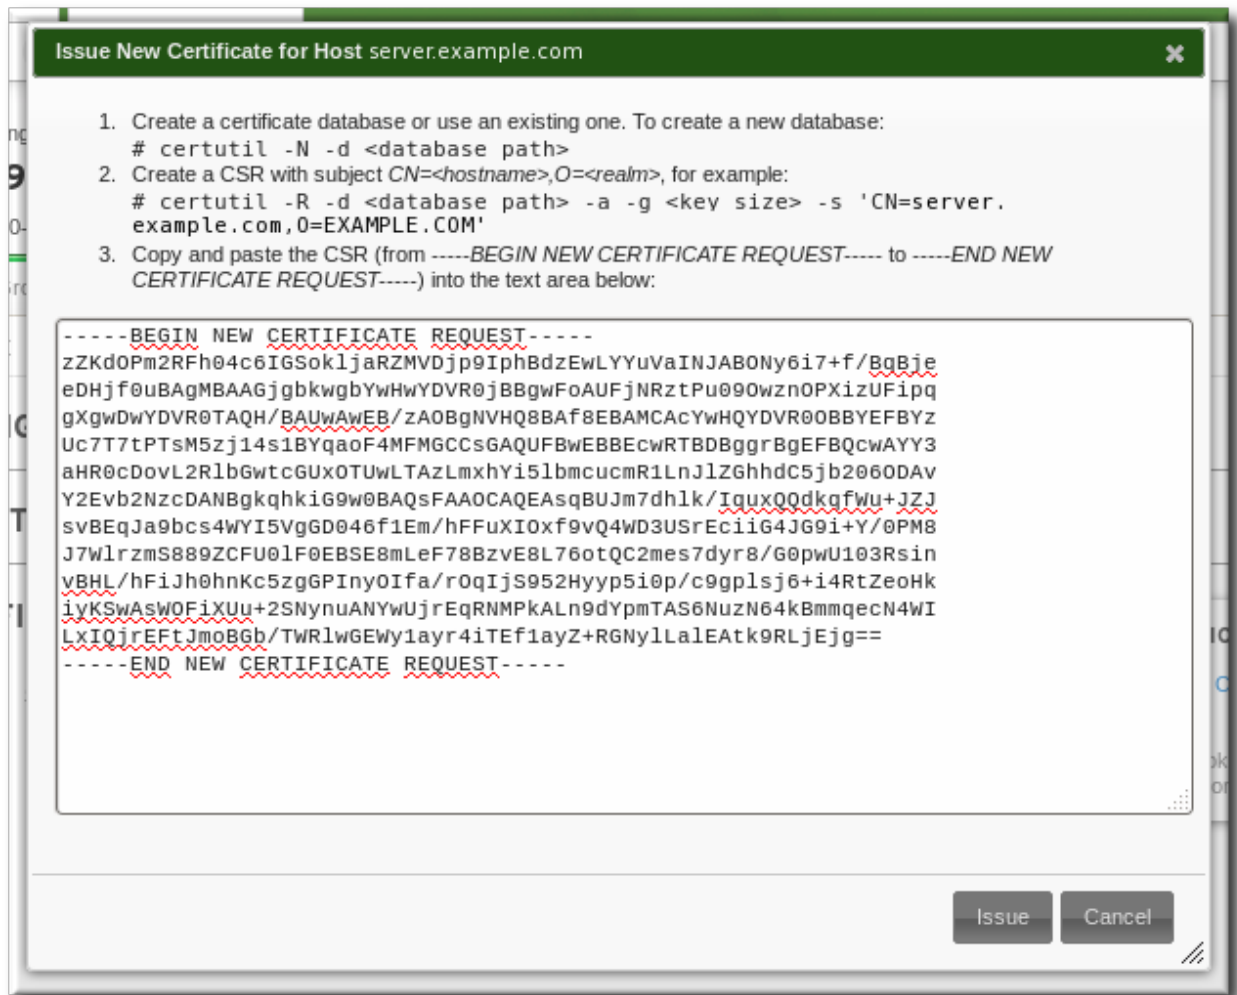 Issue New Certificate for Host server.example.com
1. Create a certificate database or use an existing one. To create a new database:
# certutil -N -d <database path>
2. Create a CSR with subject CN=<hostname>,O=<realm>, for example:
# certutil -R -d <database path> -a -g <key size> -s 'CN=server.
example.com,O=EXAMPLE.COM'
3. Copy and paste the CSR (from -----BEGIN NEW CERTIFICATE REQUEST----- to -----END NEW
CERTIFICATE REQUEST-----) into the text area below:
-----BEGIN NEW CERTIFICATE REQUEST-----
zZKdOPm2RFh04c6IGSokljaRZMVDjp9IphBdzEwLYYuVaINJABONy6i7+f/BqBje
eDHjf0uBAgMBAAGjgbkwgbYwHwYDVR0jBBgwFoAUFjNRztPu09OwznOPXizUFipq
gXgwDwYDVR0TAQH/BAUwAwEB/zAOBgNVHQ8BAf8EBAMCAcYwHQYDVR0OBBYEFBYz
Uc7T7tPTsM5zj14s1BYqaoF4MFMGCCsGAQUFBwEBBEcwRTBDBggrBgEFBQcwAYY3
aHR0cDovL2RlbGwtcGUxOTUwLTAzLmxhYi5lbmcucmR1LnJlZGhhdC5jb206ODAv
Y2Evb2NzcDANBgkqhkiG9w0BAQsFAAOCAQEAsqBUJm7dhlk/IquxQQdkqfWu+JZJ
svBEqJa9bcs4WYI5VgGD046f1Em/hFFuXIOxf9vQ4WD3USrEciiG4JG9i+Y/0PM8
J7WlrzmS889ZCFU0lF0EBSE8mLeF78BzvE8L76otQC2mes7dyr8/G0pwU103Rsin
vBHL/hFiJh0hnKc5zgGPInyOIfa/rOqIjS952Hyyp5i0p/c9gplsj6+i4RtZeoHk
iyKSwAsWOFiXUu+2SNynuANYwUjrEqRNMPkALn9dYpmTAS6NuzN64kBmmqecN4WI
LxIQjrEFtJmoBGb/TWRlwGEWy1ayr4iTEf1ayZ+RGNylLalEAtk9RLjEjg==
-----END NEW CERTIFICATE REQUEST-----
Issue Cancel